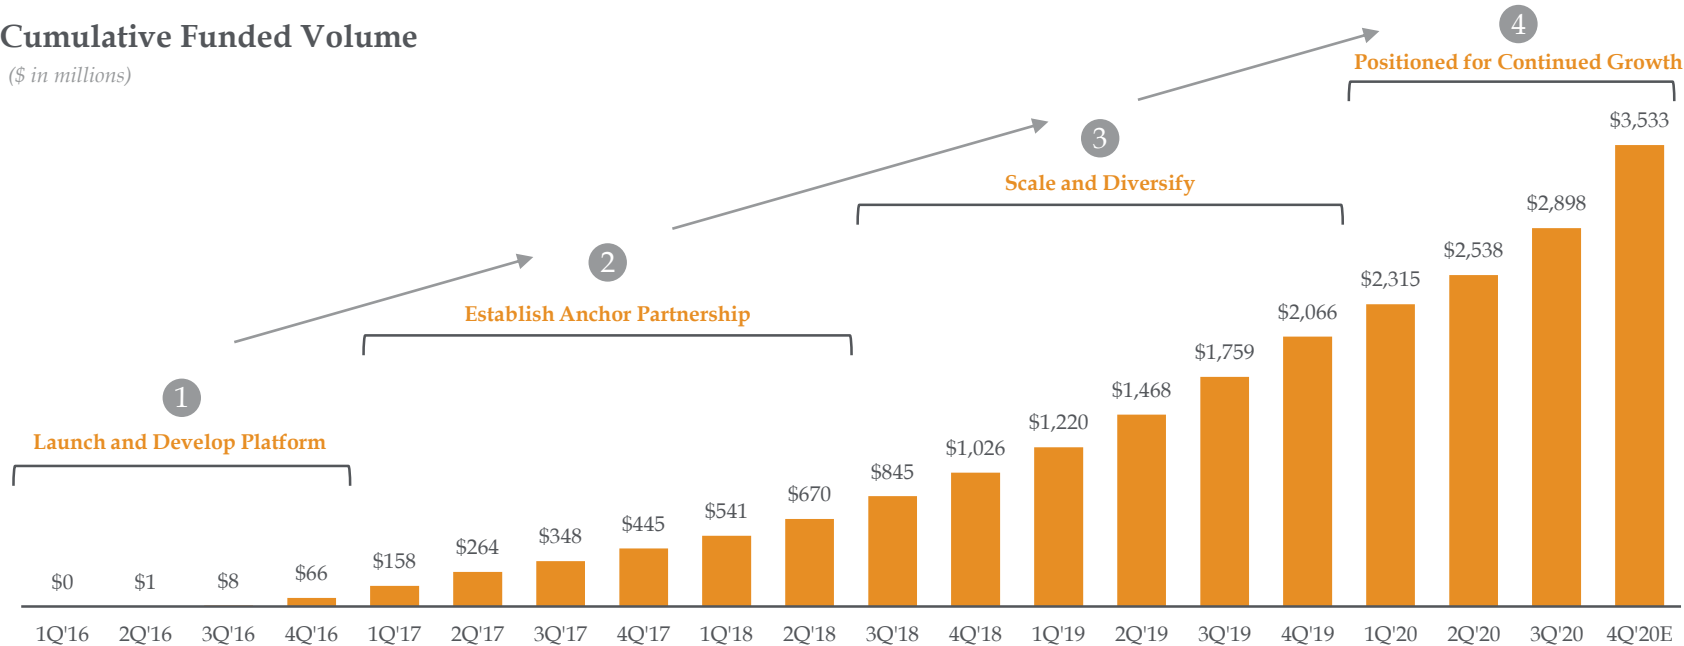 Cumulative Funded Volume
($ in millions)
4
Positioned for Continued Growth
3
Scale and Diversify
2
Establish Anchor Partnership
1
Launch and Develop Platform
$0 $1 $8 $66 $158 $264 $348 $445 $541 $670 $845 $1,026 $1,220 $1,468 $1,759 $2,066 $2,315 $2,538 $2,898 $3,533
1Q'16 2Q'16 3Q'16 4Q'16 1Q'17 2Q'17 3Q'17 4Q'17 1Q'18 2Q'18 3Q'18 4Q'18 1Q'19 2Q'19 3Q'19 4Q'19 1Q'20 2Q'20 3Q'20 4Q'20E